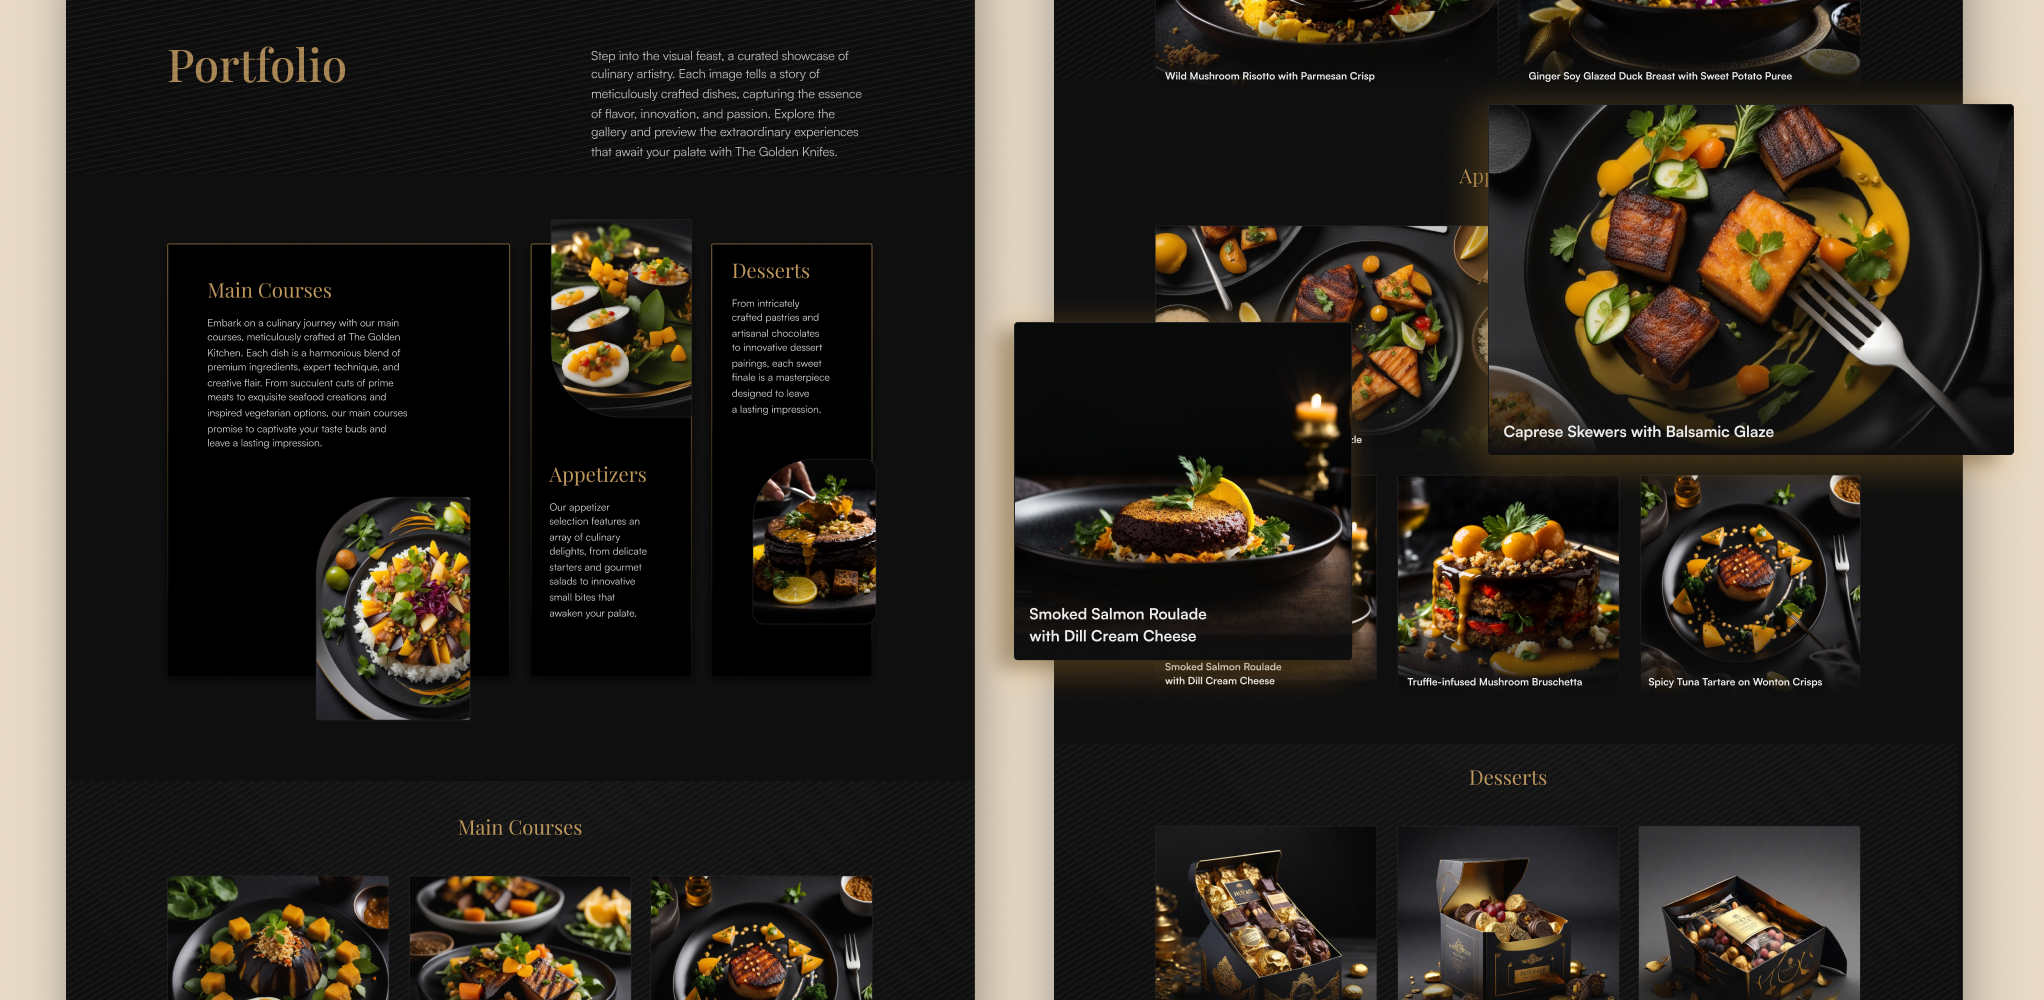 Portfolio
Step into the visual feast, a curated showcase of
culinary artistry. Each image tells a story of
meticulously crafted dishes, capturing the essence
of flavor, innovation, and passion. Explore the
gallery and preview the extraordinary experiences
that await your palate with The Golden Knifes.
Main Courses
Embark on a culinary journey with our main
courses, meticulously crafted at The Golden
Kitchen. Each dish is a harmonious blend of
premium ingredients, expert technique, and
creative flair. From succulent cuts of prime
meats to exquisite seafood creations and
inspired vegetarian options, our main courses
promise to captivate your taste buds and
leave a lasting impression.
Appetizers
Our appetizer
selection features an
array of culinary
delights, from delicate
starters and gourmet
salads to innovative
small bites that
awaken your palate.
Desserts
From intricately
crafted pastries and
artisanal chocolates
to innovative dessert
pairings, each sweet
finale is a masterpiece
designed to leave
a lasting impression.
Main Courses
Wild Mushroom Risotto with Parmesan Crisp
Ginger Soy Glazed Duck Breast with Sweet Potato Puree
Caprese Skewers with Balsamic Glaze
Smoked Salmon Roulade
with Dill Cream Cheese
Smoked Salmon Roulade
with Dill Cream Cheese
Truffle-infused Mushroom Bruschetta
Spicy Tuna Tartare on Wonton Crisps
Desserts